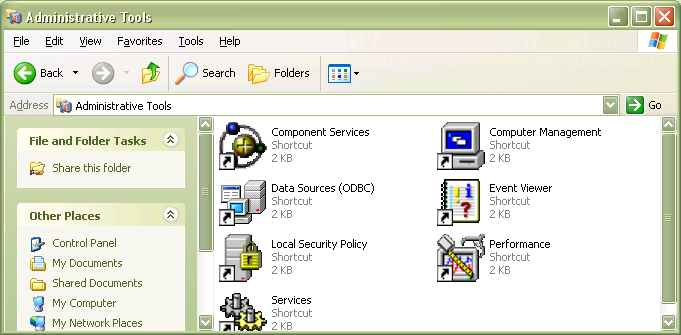 Administrative Tools
File Edit View Favorites Tools Help
Back Search Folders
Address Administrative Tools Go
File and Folder Tasks
Share this folder
Other Places
Control Panel
My Documents
Shared Documents
My Computer
My Network Places
Component Services
Shortcut
2 KB
Computer Management
Shortcut
2 KB
Data Sources (ODBC)
Shortcut
2 KB
Event Viewer
Shortcut
2 KB
Local Security Policy
Shortcut
2 KB
Performance
Shortcut
2 KB
Services
Shortcut
2 KB